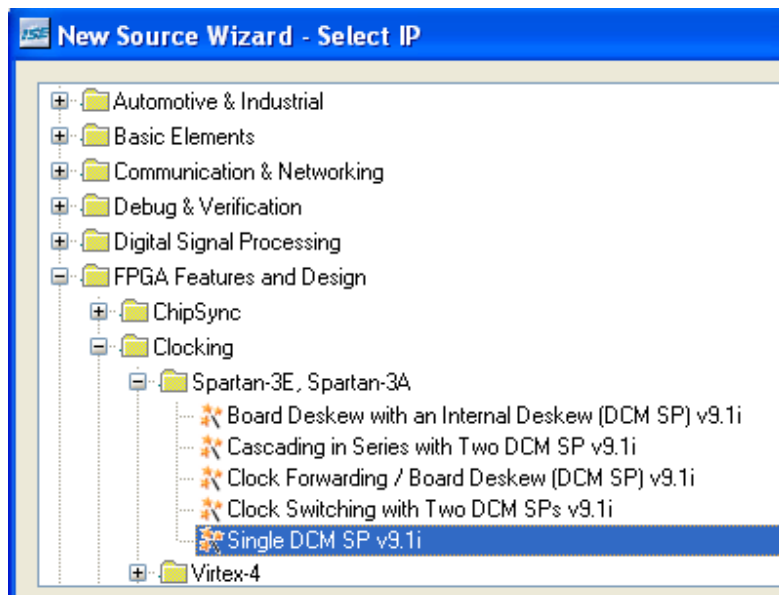 ISE New Source Wizard - Select IP
Automotive & Industrial
Basic Elements
Communication & Networking
Debug & Verification
Digital Signal Processing
FPGA Features and Design
ChipSync
Clocking
Spartan-3E, Spartan-3A
Board Deskew with an Internal Deskew (DCM SP) v9.1i
Cascading in Series with Two DCM SP v9.1i
Clock Forwarding / Board Deskew (DCM SP) v9.1i
Clock Switching with Two DCM SPs v9.1i
Single DCM SP v9.1i
Virtex-4